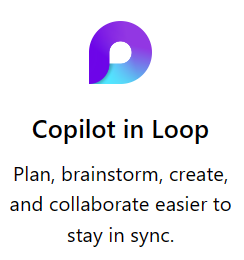 Copilot in Loop
Plan, brainstorm, create,
and collaborate easier to
stay in sync.